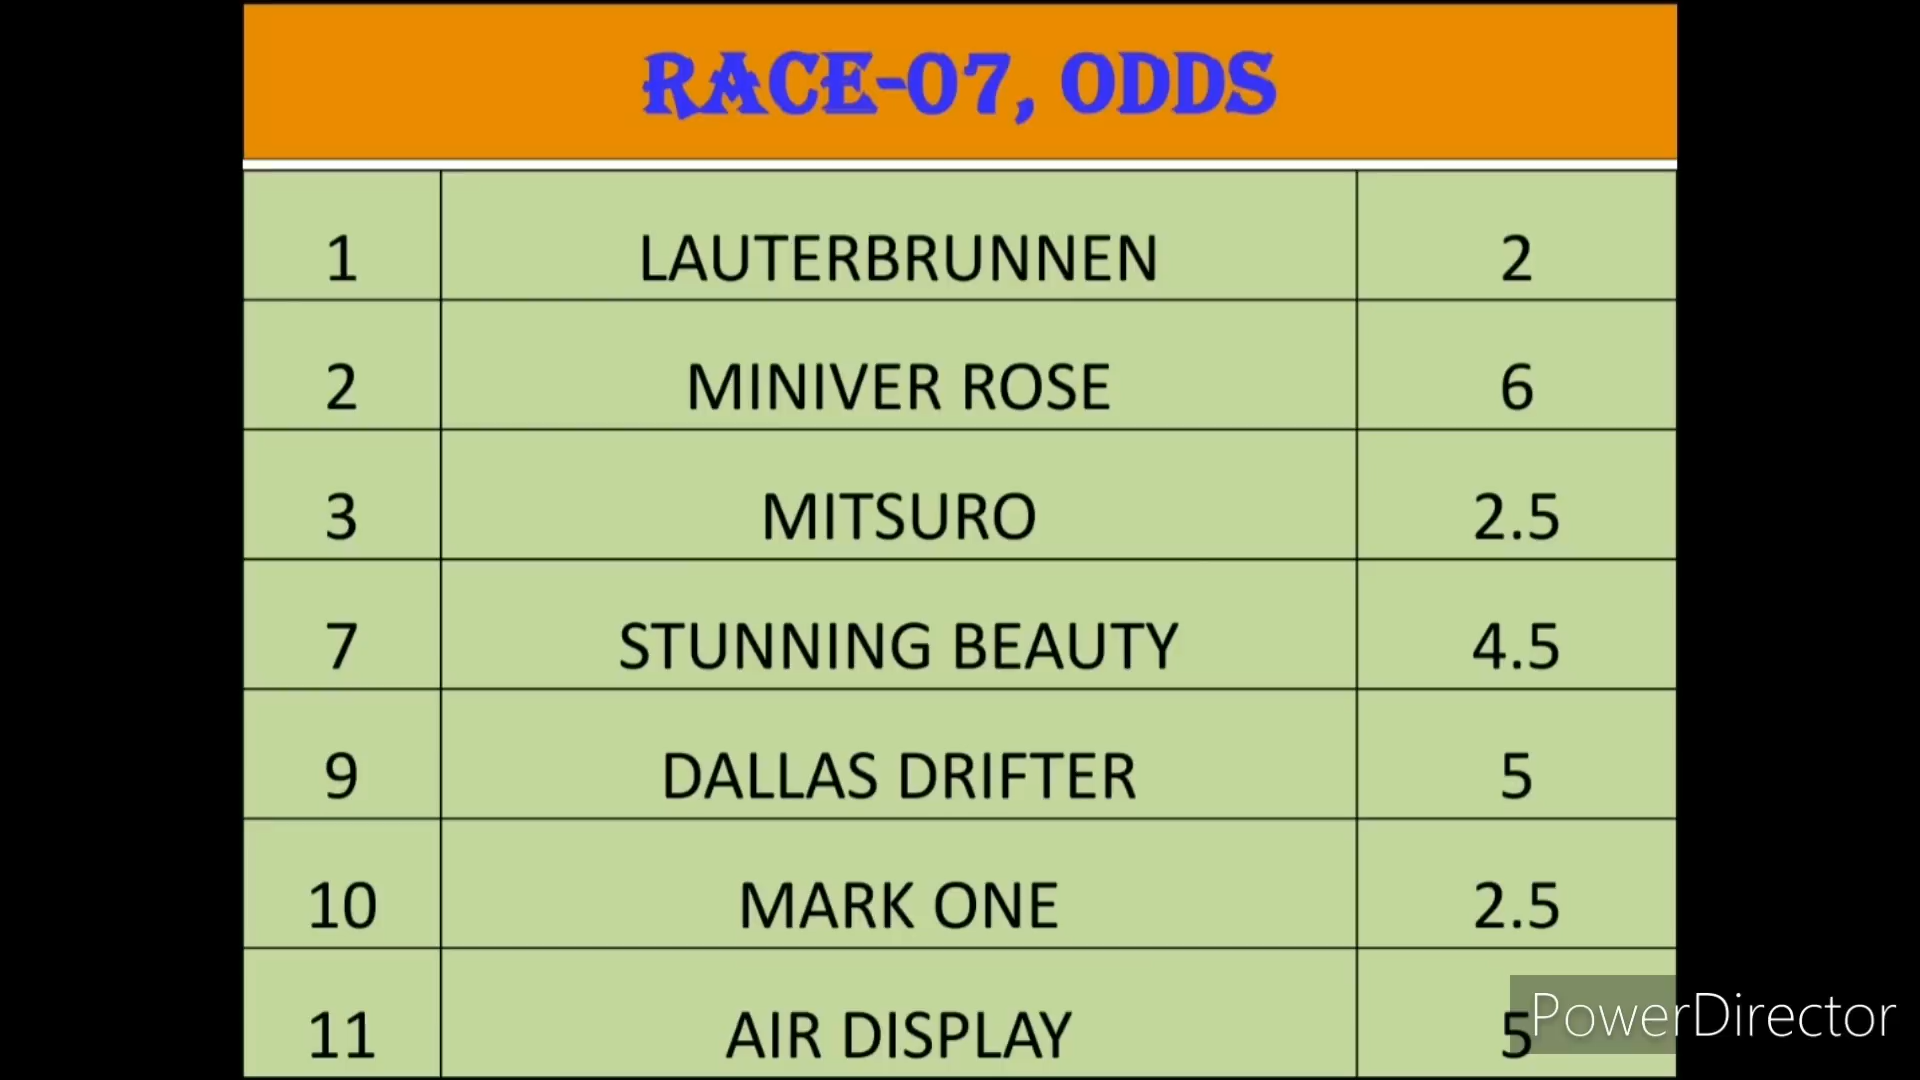 RACE-07, ODDS
1 LAUTERBRUNNEN 2
2 MINIVER ROSE 6
3 MITSURO 2.5
7 STUNNING BEAUTY 4.5
9 DALLAS DRIFTER 5
10 MARK ONE 2.5
11 AIR DISPLAY 5
PowerDirector